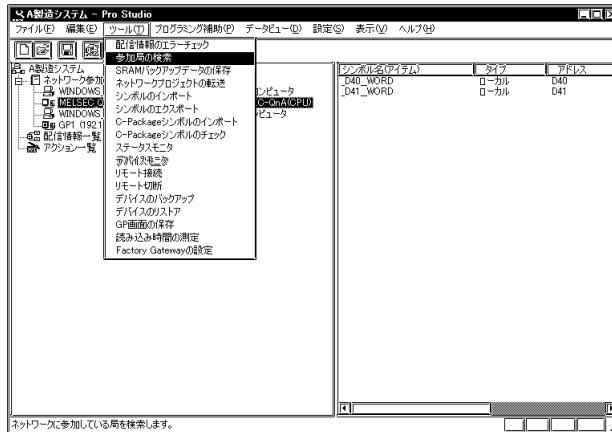 A製造システム - Pro Studio
ファイル(F) 編集(E) ツール(T) プログラミング補助(P) データビュー(D) 設定(S) 表示(V) ヘルプ(H)
配信情報のエラーチェック
参加局の検索
SRAMバックアップデータの保存
ネットワークプロジェクトの転送
シンボルのインポート
シンボルのエクスポート
C-Packageシンボルのインポート
C-Packageシンボルのチェック
ステータスモニタ
デバイスモニタ
リモート接続
リモート切断
デバイスのバックアップ
デバイスのリストア
GP画面の保存
読み込み時間の測定
Factory Gatewayの設定
A製造システム
ネットワーク参加
WINDOWS
MELSEC
C-QnA(CPU)
WINDOWS
GP1 (192.1
配信情報一覧
アクション一覧
シンボル名(アイテム) タイプ アドレス
_D40_WORD ローカル D40
_D41_WORD ローカル D41
ネットワークに参加している局を検索します。